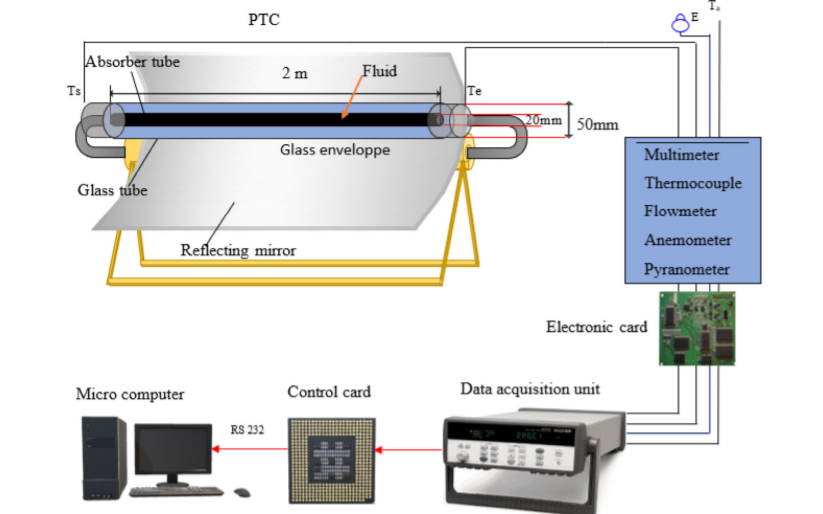 PTC
E
Tₐ
Absorber tube
2 m
Fluid
Ts
Te
20mm
50mm
Glass enveloppe
Glass tube
Reflecting mirror
Multimeter
Thermocouple
Flowmeter
Anemometer
Pyranometer
Electronic card
Micro computer
Control card
Data acquisition unit
RS 232